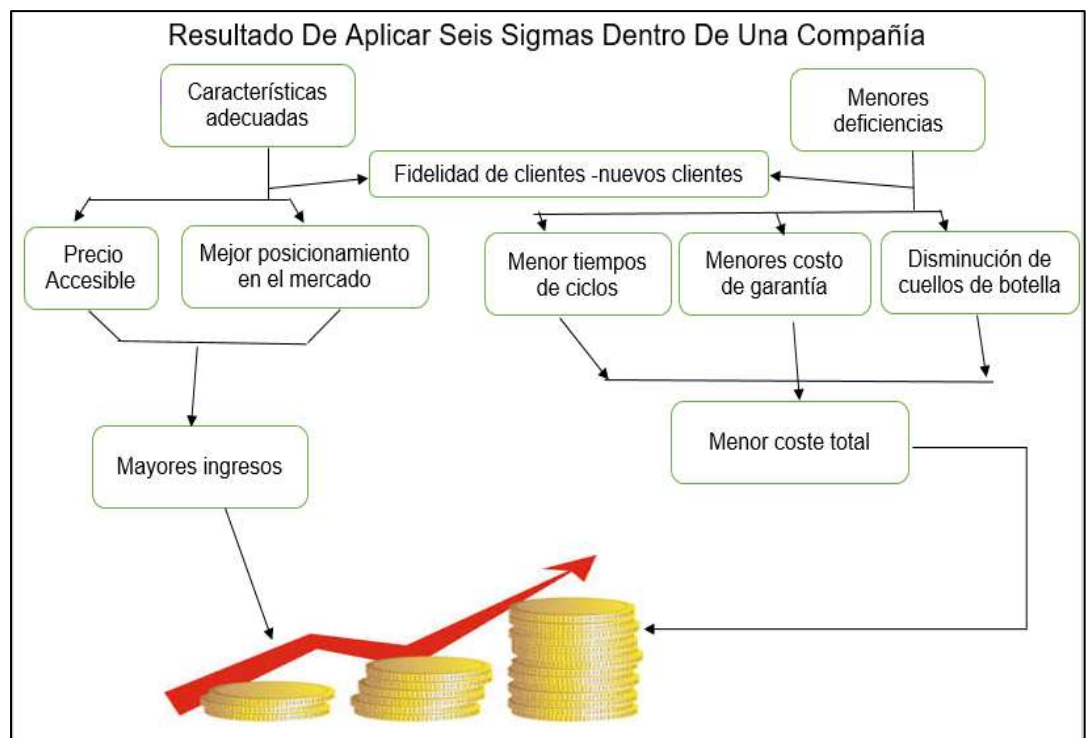 Resultado De Aplicar Seis Sigmas Dentro De Una Compañía
Características
adecuadas
Menores
deficiencias
Fidelidad de clientes -nuevos clientes
Precio
Accesible
Mejor posicionamiento
en el mercado
Menor tiempos
de ciclos
Menores costo
de garantía
Disminución de
cuellos de botella
Mayores ingresos
Menor coste total